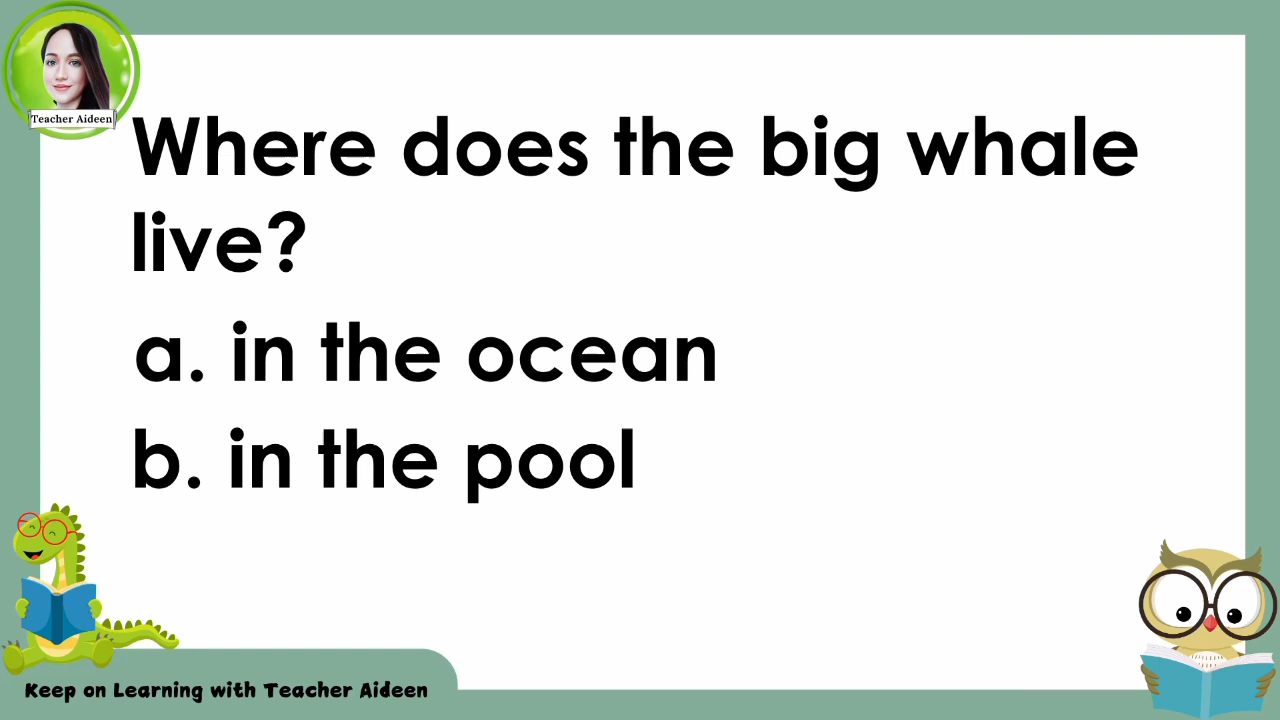 Teacher Aideen
Where does the big whale
live?
a. in the ocean
b. in the pool
Keep on Learning with Teacher Aideen